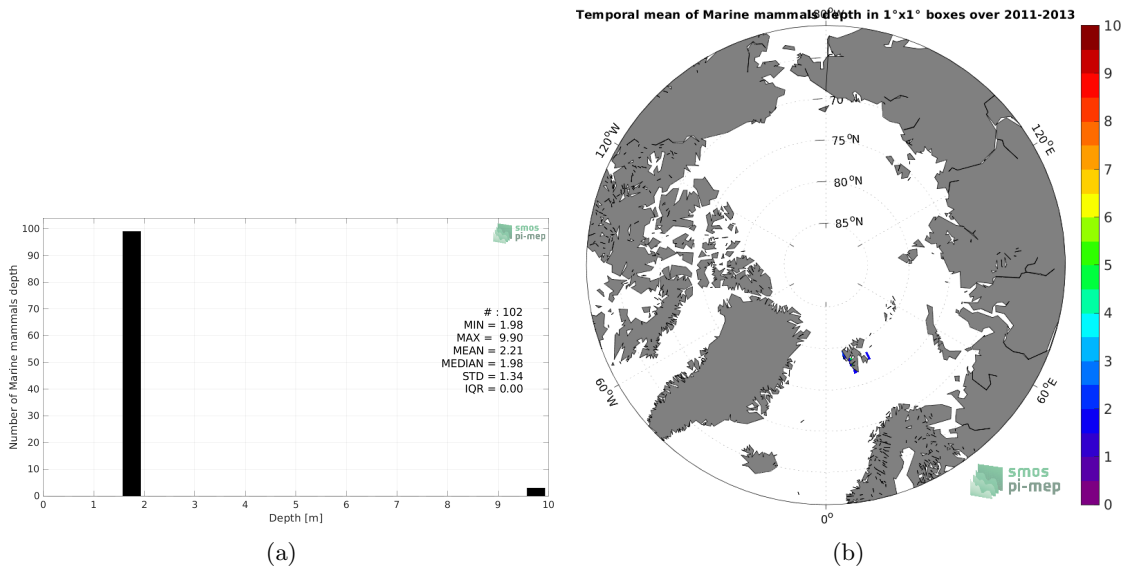 Temporal mean of Marine mammals depth in 1°x1° boxes over 2011-2013
180°W
120°W
60°W
0°
60°E
120°E
70°N
75°N
80°N
85°N
10
9
8
7
6
5
4
3
2
1
0
smos
pi-mep
Number of Marine mammals depth
100
90
80
70
60
50
40
30
20
10
0
smos
pi-mep
# : 102
MIN = 1.98
MAX = 9.90
MEAN = 2.21
MEDIAN = 1.98
STD = 1.34
IQR = 0.00
0 1 2 3 4 5 6 7 8 9 10
Depth [m]
(a)
(b)